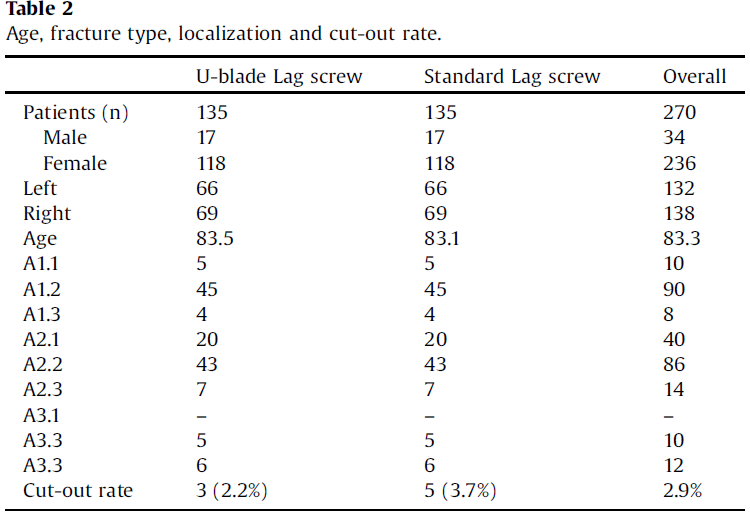 Table 2
Age, fracture type, localization and cut-out rate.
U-blade Lag screw Standard Lag screw Overall
Patients (n) 135 135 270
Male 17 17 34
Female 118 118 236
Left 66 66 132
Right 69 69 138
Age 83.5 83.1 83.3
A1.1 5 5 10
A1.2 45 45 90
A1.3 4 4 8
A2.1 20 20 40
A2.2 43 43 86
A2.3 7 7 14
A3.1 – – –
A3.3 5 5 10
A3.3 6 6 12
Cut-out rate 3 (2.2%) 5 (3.7%) 2.9%